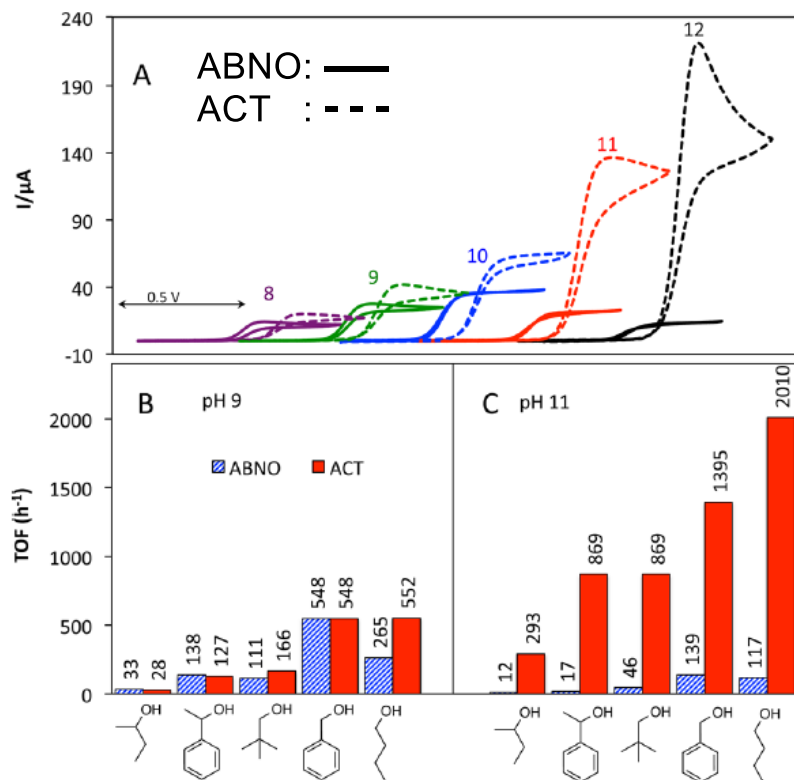 240
190
140
90
40
-10
I/µA
A
ABNO:
ACT :
0.5 V
8
9
10
11
12
B pH 9
ABNO ACT
C pH 11
TOF (h-1)
2000
1500
1000
500
0
33 28 138 127 111 166 548 548 265 552
12 293 17 869 46 869 139 1395 117 2010
OH OH OH OH OH OH OH OH OH OH